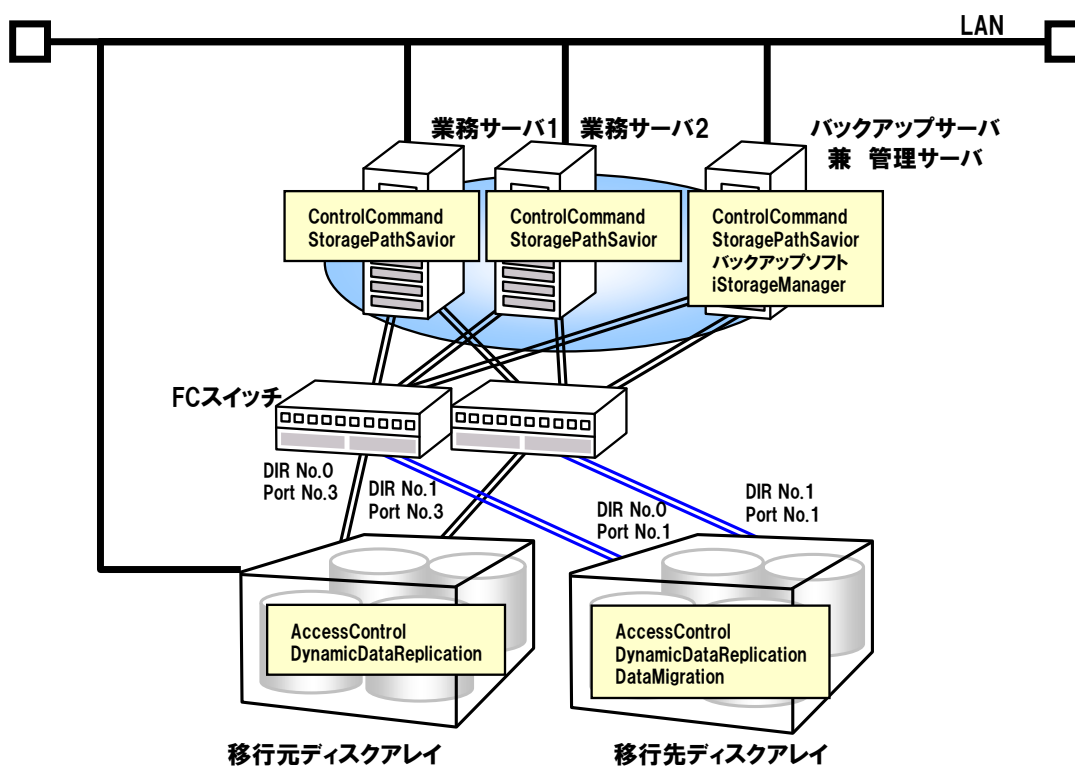 LAN
業務サーバ1
業務サーバ2
バックアップサーバ
兼 管理サーバ
ControlCommand
StoragePathSavior
ControlCommand
StoragePathSavior
ControlCommand
StoragePathSavior
バックアップソフト
iStorageManager
FCスイッチ
DIR No.0
Port No.3
DIR No.1
Port No.3
DIR No.0
Port No.1
DIR No.1
Port No.1
AccessControl
DynamicDataReplication
AccessControl
DynamicDataReplication
DataMigration
移行元ディスクアレイ
移行先ディスクアレイ